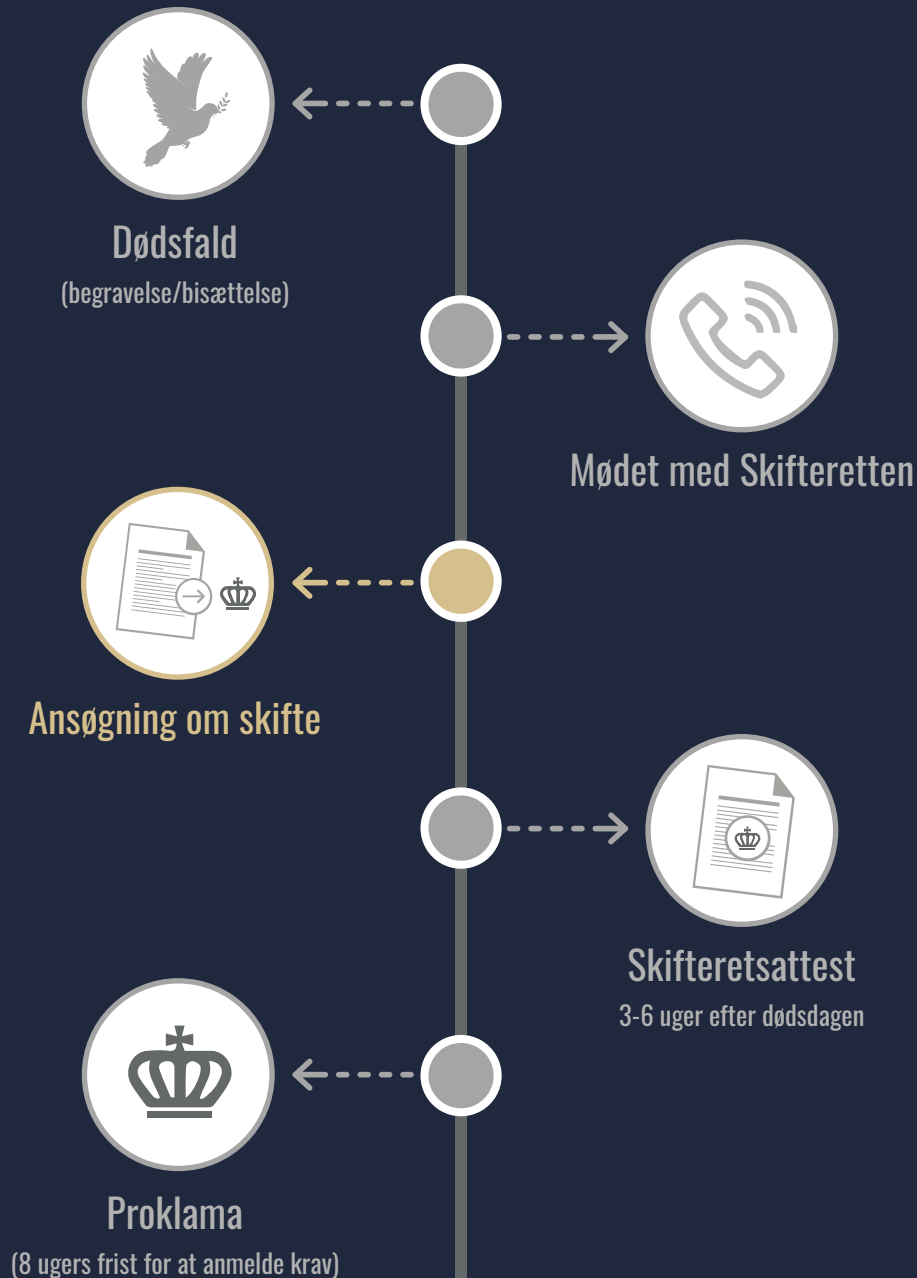 Dødsfald
(begravelse/bisættelse)
Mødet med Skifteretten
Ansøgning om skifte
Skifteretsattest
3-6 uger efter dødsdagen
Proklama
(8 ugers frist for at anmelde krav)